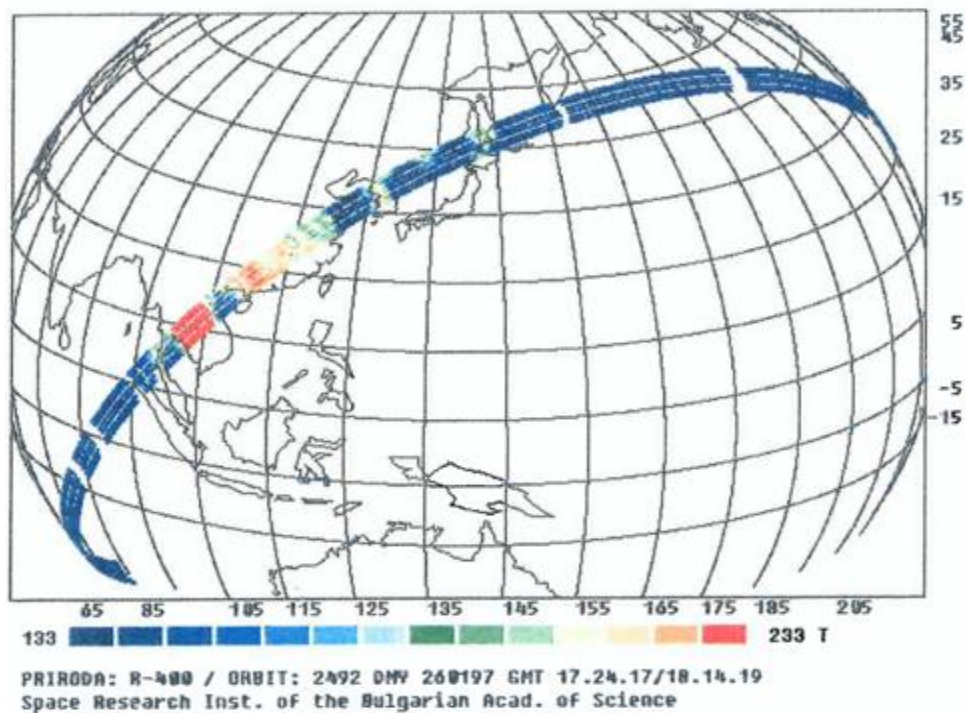 55
45
35
25
15
5
-5
-15
65 85 105 115 125 135 145 155 165 175 185 205
133 233 T
PRIRODA: R-400 / ORBIT: 2492 DMY 260197 GMT 17.24.17/18.14.19
Space Research Inst. of the Bulgarian Acad. of Science